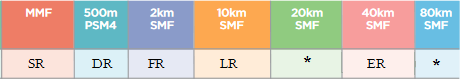 MMF 500m PSM4 2km SMF 10km SMF 20km SMF 40km SMF 80km SMF
SR DR FR LR * ER *